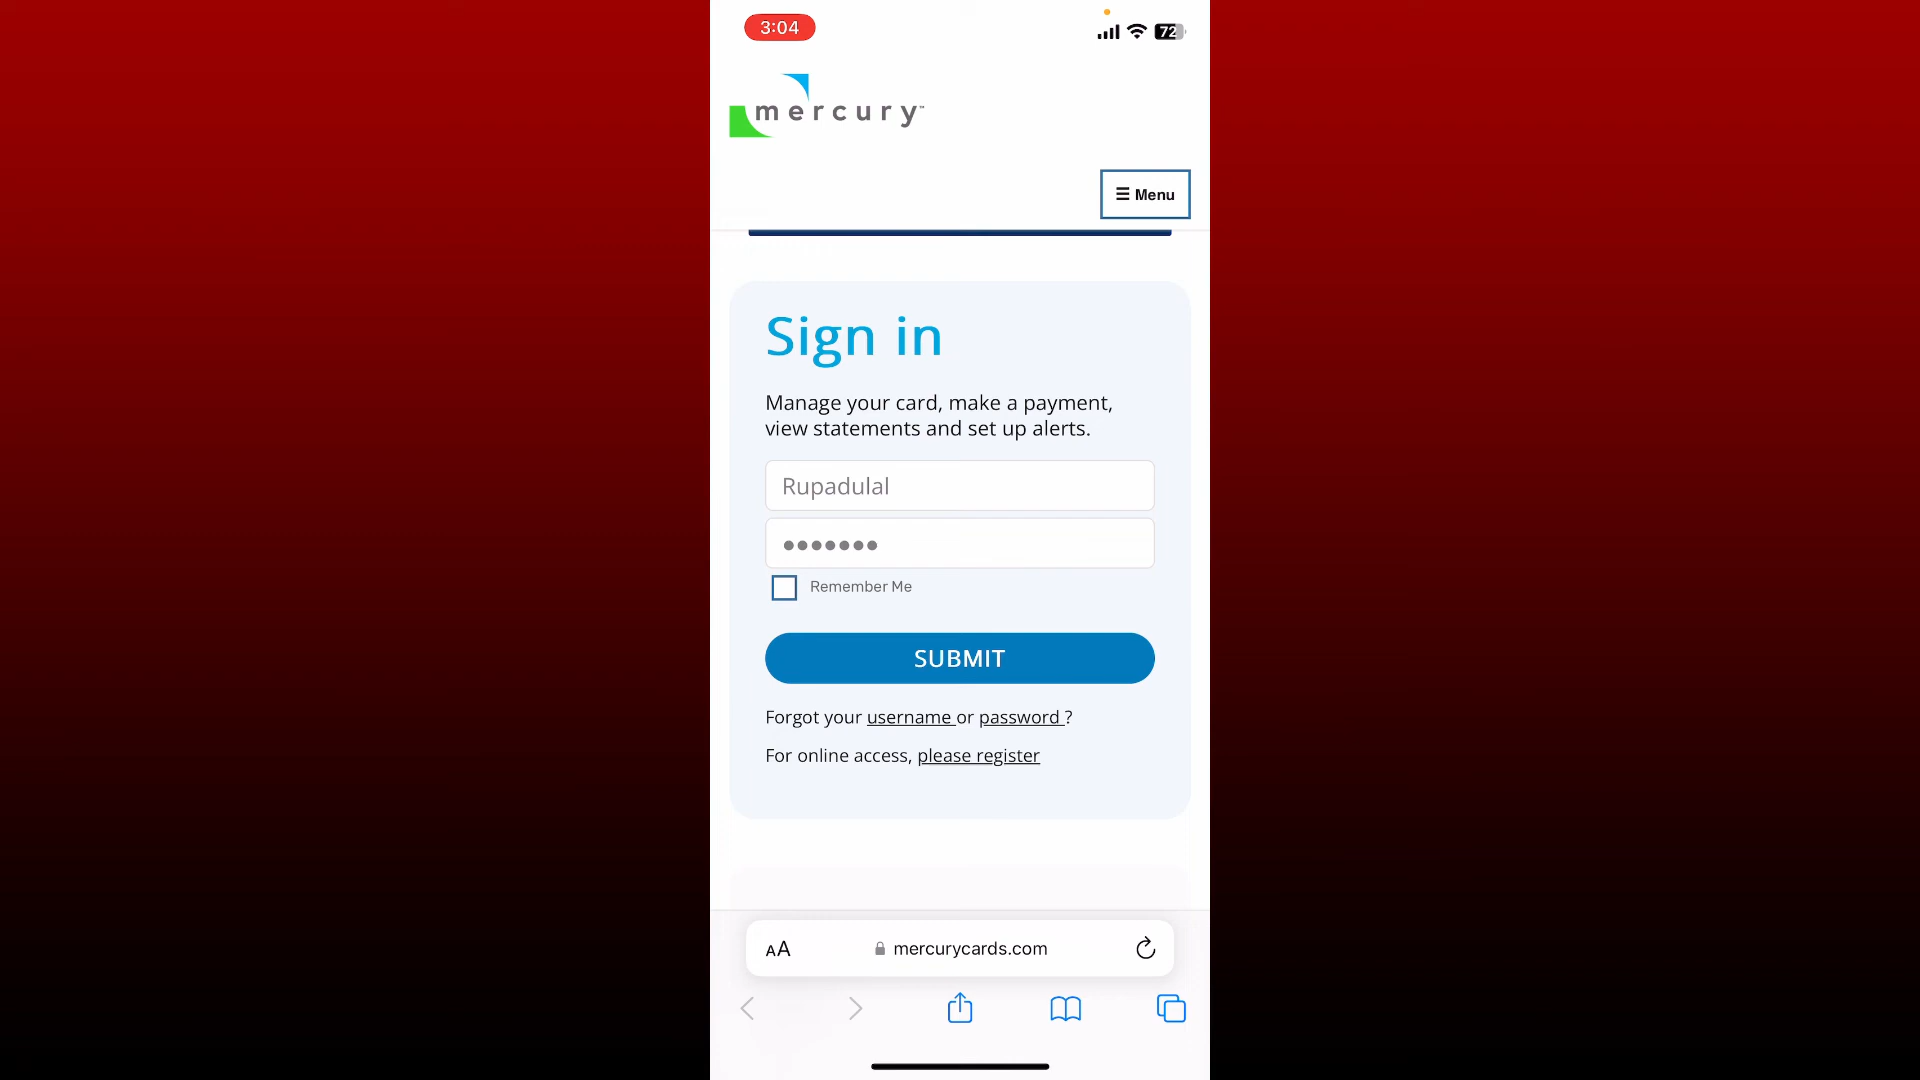 3:04
72
mercury™
☰ Menu
Sign in
Manage your card, make a payment,
view statements and set up alerts.
Rupadulal
●●●●●●●
Remember Me
SUBMIT
Forgot your username or password ?
For online access, please register
AA
mercurycards.com